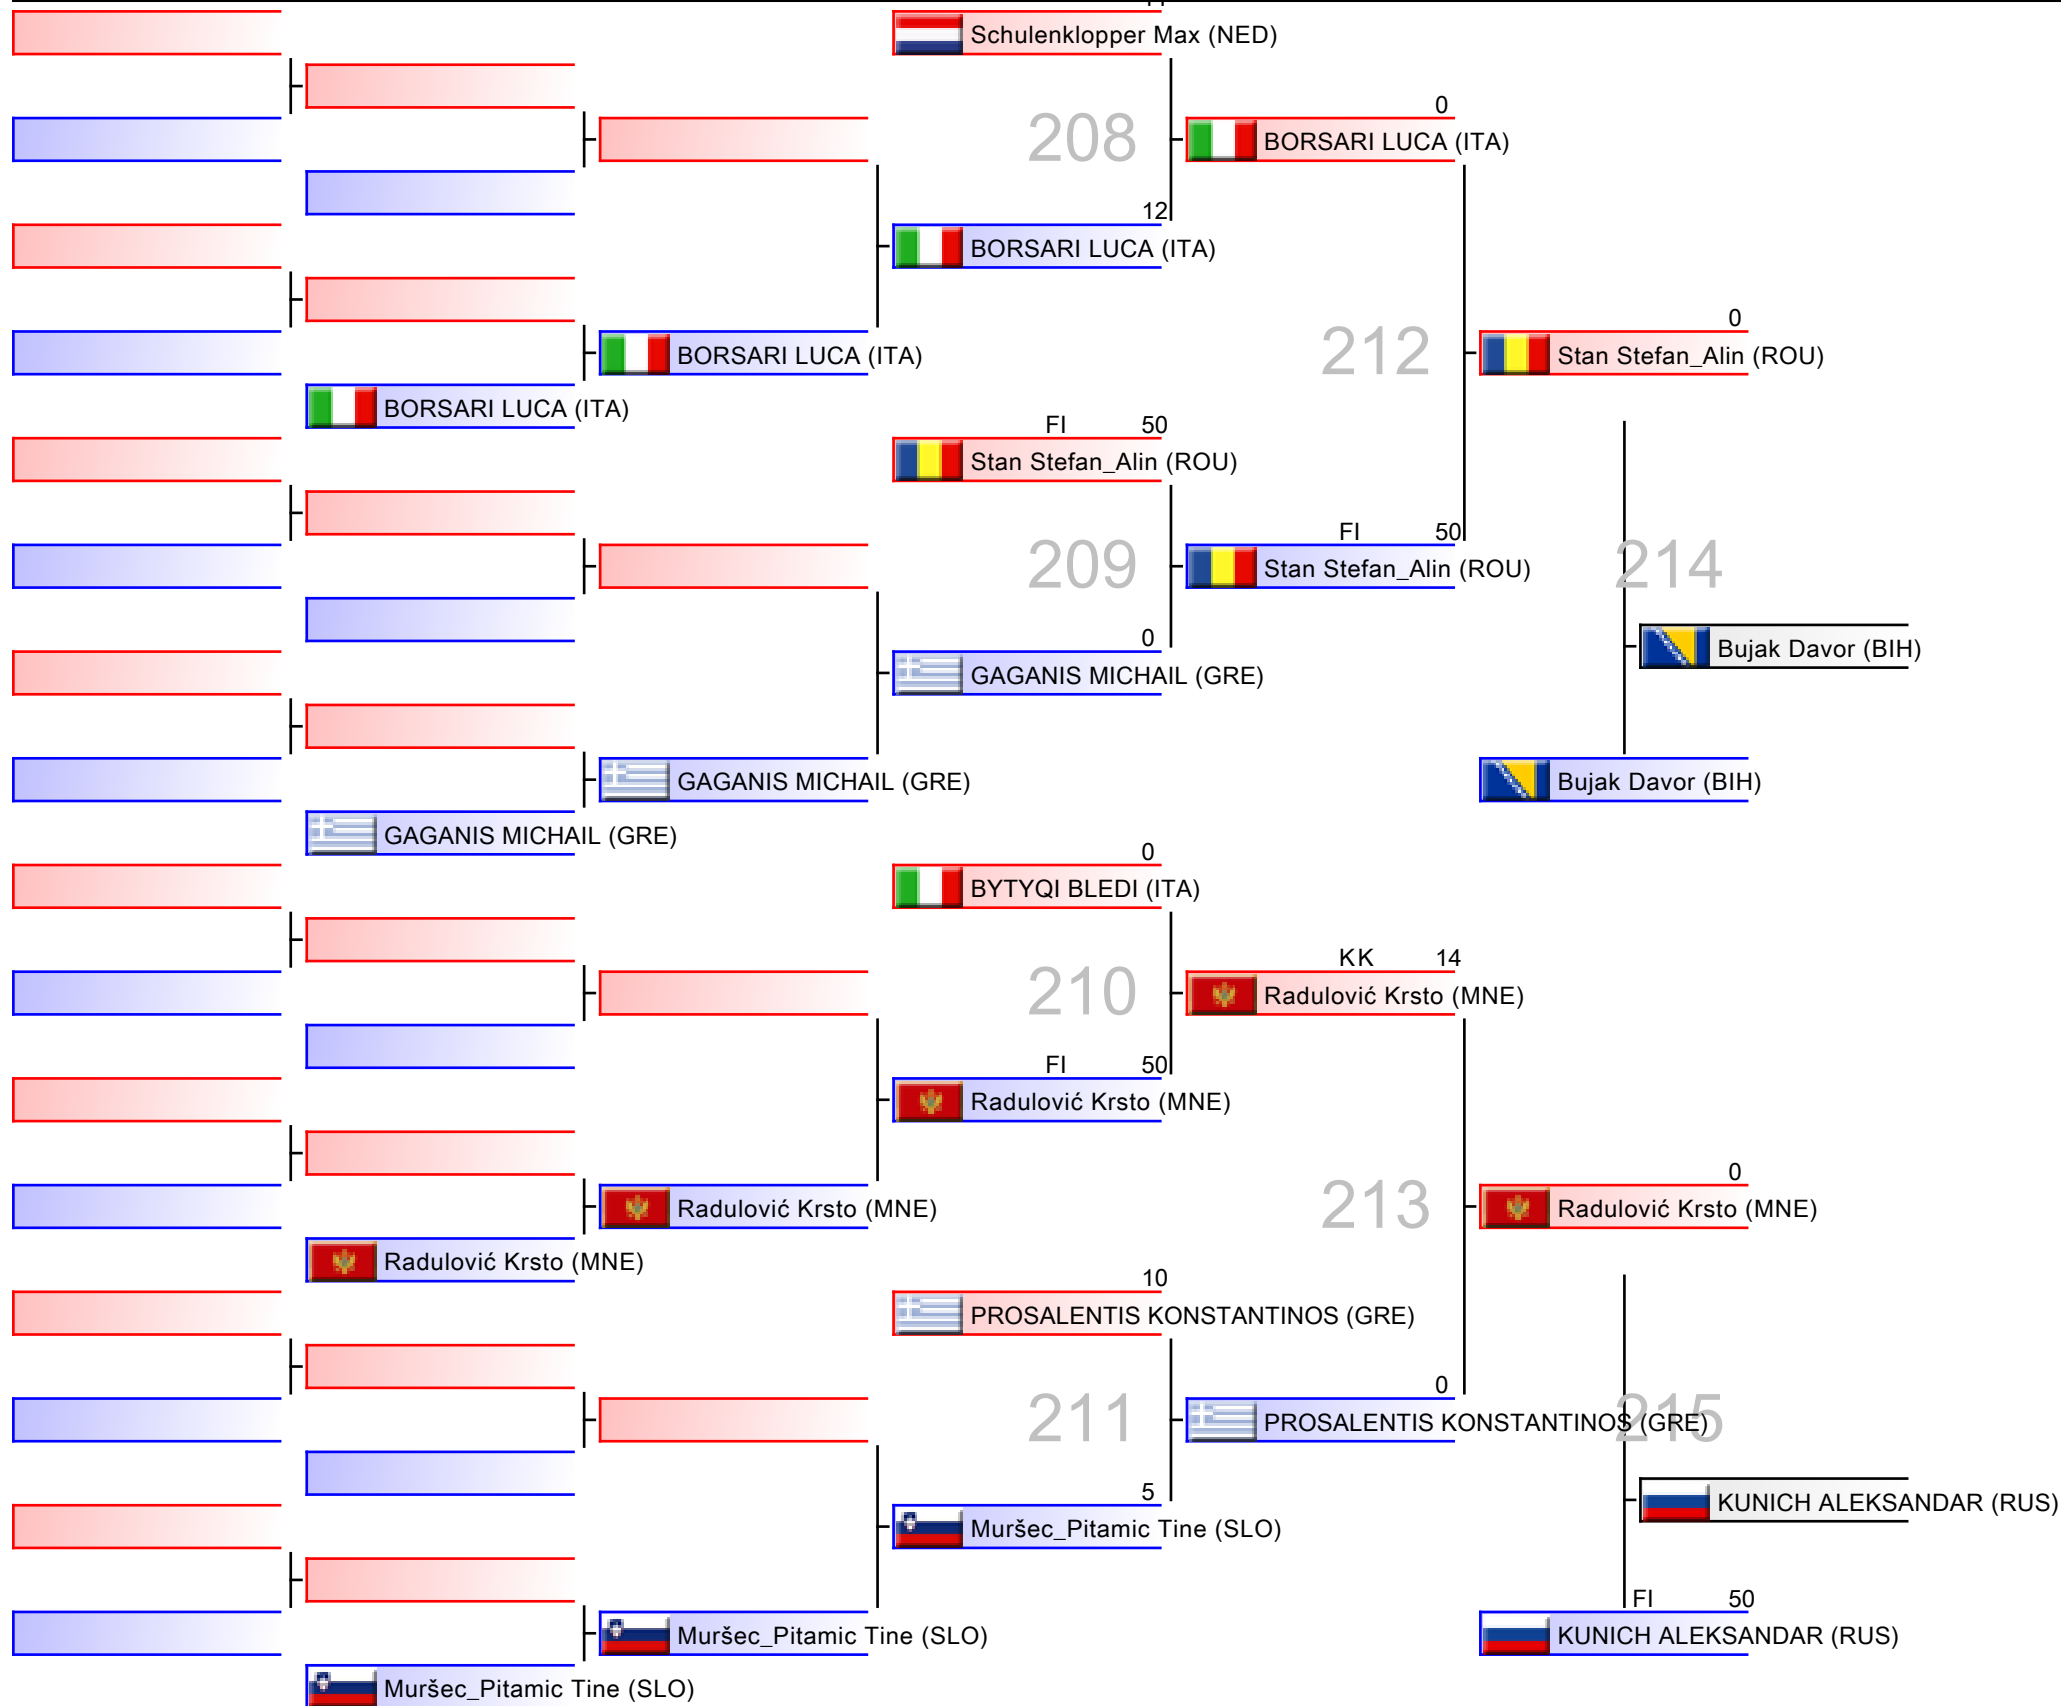 Schulenklopper Max (NED)
0
208
BORSARI LUCA (ITA)
12
BORSARI LUCA (ITA)
0
212
BORSARI LUCA (ITA)
Stan Stefan_Alin (ROU)
BORSARI LUCA (ITA)
FI 50
Stan Stefan_Alin (ROU)
FI 50
209
Stan Stefan_Alin (ROU)
214
0
Bujak Davor (BIH)
GAGANIS MICHAIL (GRE)
GAGANIS MICHAIL (GRE)
Bujak Davor (BIH)
GAGANIS MICHAIL (GRE)
0
BYTYQI BLEDI (ITA)
KK 14
210
Radulović Krsto (MNE)
FI 50
Radulović Krsto (MNE)
0
213
Radulović Krsto (MNE)
Radulović Krsto (MNE)
Radulović Krsto (MNE)
10
PROSALENTIS KONSTANTINOS (GRE)
0
211
PROSALENTIS KONSTANTINOS (GRE)
215
5
KUNICH ALEKSANDAR (RUS)
Muršec_Pitamic Tine (SLO)
FI 50
Muršec_Pitamic Tine (SLO)
KUNICH ALEKSANDAR (RUS)
Muršec_Pitamic Tine (SLO)